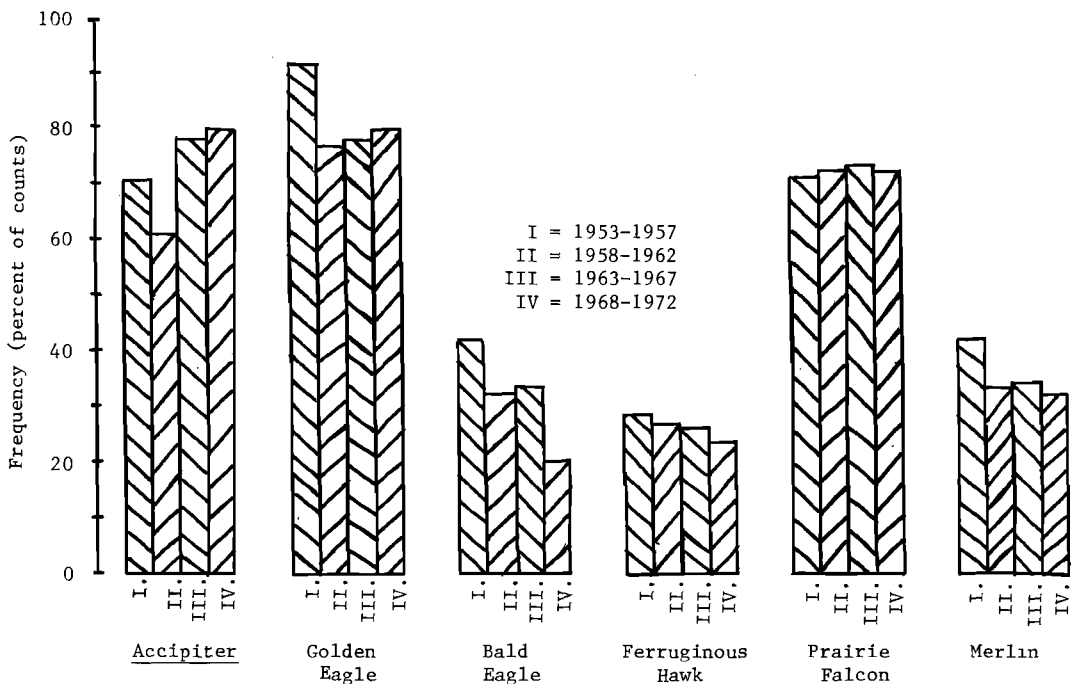 100
80
60
40
20
0
Frequency (percent of counts)
I = 1953-1957
II = 1958-1962
III = 1963-1967
IV = 1968-1972
I. II. III. IV. I. II. III. IV. I. II. III. IV. I. II. III. IV. I. II. III. IV. I. II. III. IV.
Accipiter
Golden
Eagle
Bald
Eagle
Ferruginous
Hawk
Prairie
Falcon
Merlin